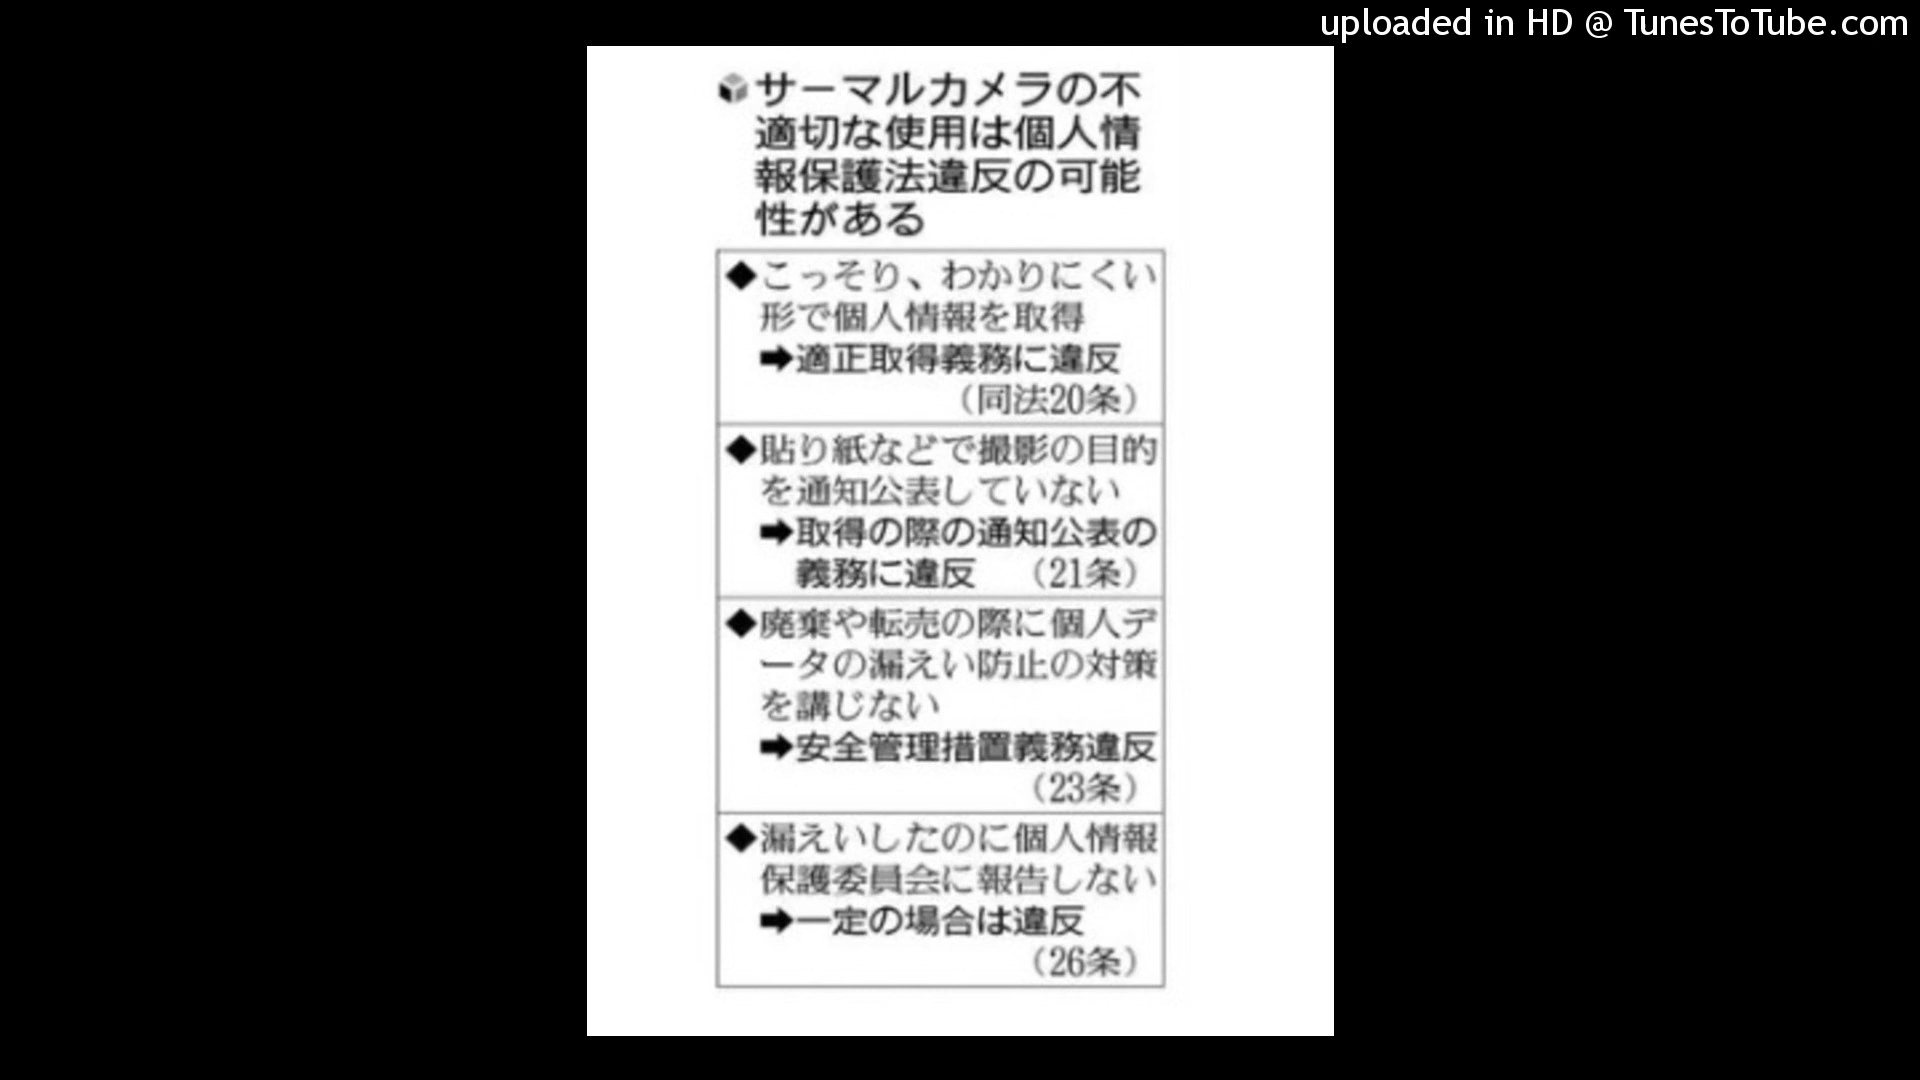 uploaded in HD @ TunesToTube.com
サーマルカメラの不
適切な使用は個人情
報保護法違反の可能
性がある
◆こっそり、わかりにくい
形で個人情報を取得
➡適正取得義務に違反
（同法20条）
◆貼り紙などで撮影の目的
を通知公表していない
➡取得の際の通知公表の
義務に違反 （21条）
◆廃棄や転売の際に個人デ
ータの漏えい防止の対策
を講じない
➡安全管理措置義務違反
（23条）
◆漏えいしたのに個人情報
保護委員会に報告しない
➡一定の場合は違反
（26条）